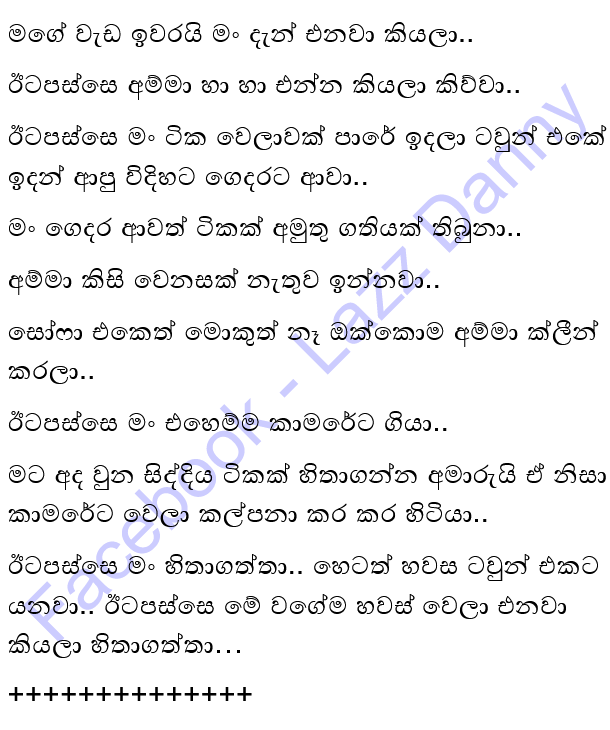 මගේ වැඩ ඉවරයි මං දැන් එනවා කියලා..
ඊටපස්සෙ අම්මා හා හා එන්න කියලා කිව්වා..
ඊටපස්සෙ මං ටික වෙලාවක් පාරේ ඉදලා ටවුන් එකේ
ඉදන් ආපු විදිහට ගෙදරට ආවා..
මං ගෙදර ආවත් ටිකක් අමුතු ගතියක් තිබුනා..
අම්මා කිසි වෙනසක් නැතුව ඉන්නවා..
සෝෆා එකෙත් මොකුත් නෑ ඔක්කොම අම්මා ක්ලීන්
කරලා..
ඊටපස්සෙ මං එහෙම්ම කාමරේට ගියා..
මට අද වුන සිද්දිය ටිකක් හිතාගන්න අමාරුයි ඒ නිසා
කාමරේට වෙලා කල්පනා කර කර හිටියා..
ඊටපස්සෙ මං හිතාගත්තා.. හෙටත් හවස ටවුන් එකට
යනවා.. ඊටපස්සෙ මේ වගේම හවස් වෙලා එනවා
කියලා හිතාගත්තා...
++++++++++++++
Facebook - Lazz Danny